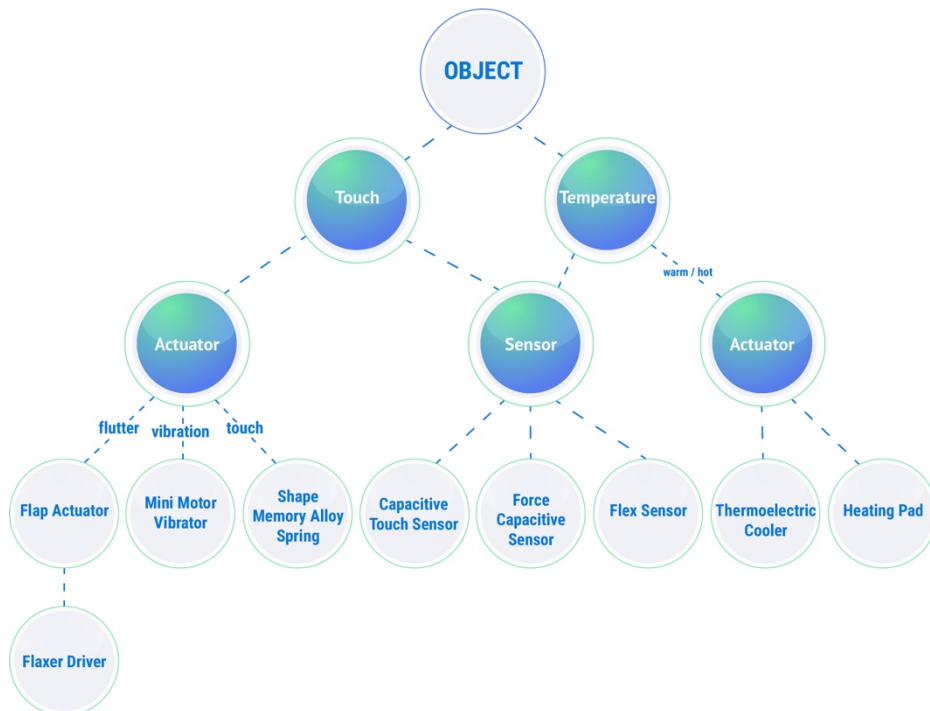 OBJECT
Touch
Temperature
warm / hot
Actuator
Sensor
Actuator
flutter
vibration
touch
Flap Actuator
Mini Motor
Vibrator
Shape
Memory Alloy
Spring
Capacitive
Touch Sensor
Force
Capacitive
Sensor
Flex Sensor
Thermoelectric
Cooler
Heating Pad
Flaxer Driver